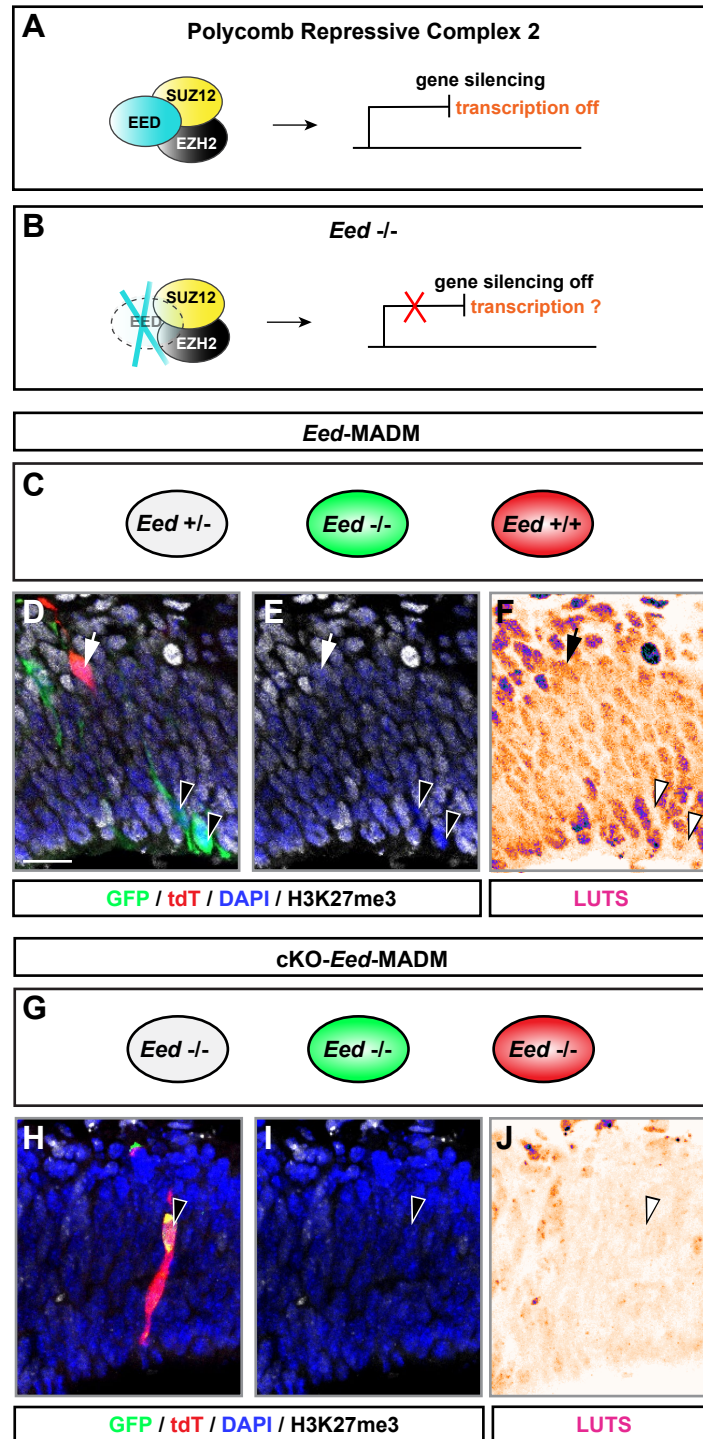 A
Polycomb Repressive Complex 2
SUZ12
EED
EZH2
gene silencing
transcription off
B
Eed -/-
SUZ12
EED
EZH2
gene silencing off
transcription ?
Eed-MADM
C
Eed +/-
Eed -/-
Eed +/+
D
E
F
GFP / tdT / DAPI / H3K27me3
LUTS
cKO-Eed-MADM
G
Eed -/-
Eed -/-
Eed -/-
H
I
J
GFP / tdT / DAPI / H3K27me3
LUTS